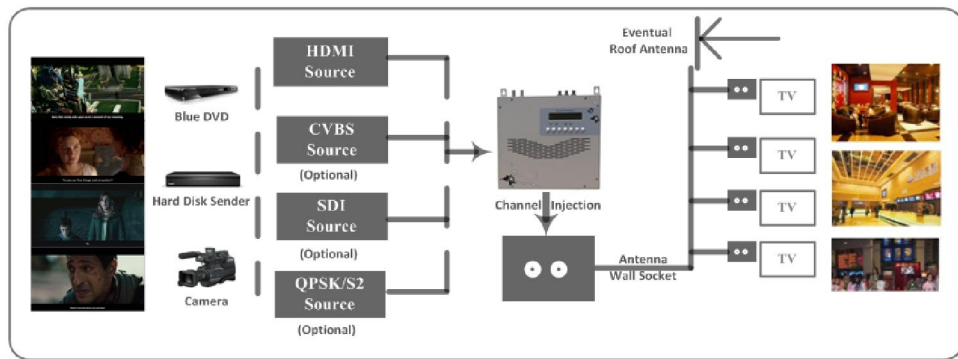 HDMI
Source
Blue DVD
CVBS
Source
(Optional)
Hard Disk Sender
SDI
Source
(Optional)
Camera
QPSK/S2
Source
(Optional)
Channel Injection
Antenna
Wall Socket
Eventual
Roof Antenna
TV
TV
TV
TV